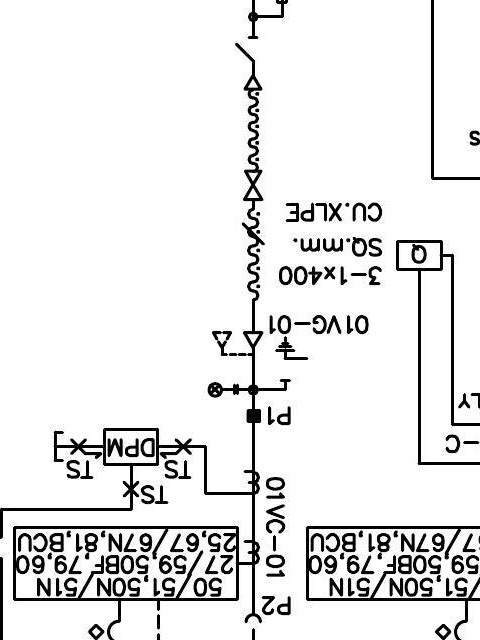 P2
51,50N/51N
/59,50BF,79,60
67/67N,81,BCU
50/51,50N/51N
27/59,50BF,79,60
25,67/67N,81,BCU
01VC-01
TS
TS
DPM
TS
-C
P1
LY
01VG-01
3-1x400
SQ.mm.
CU.XLPE
Q
S